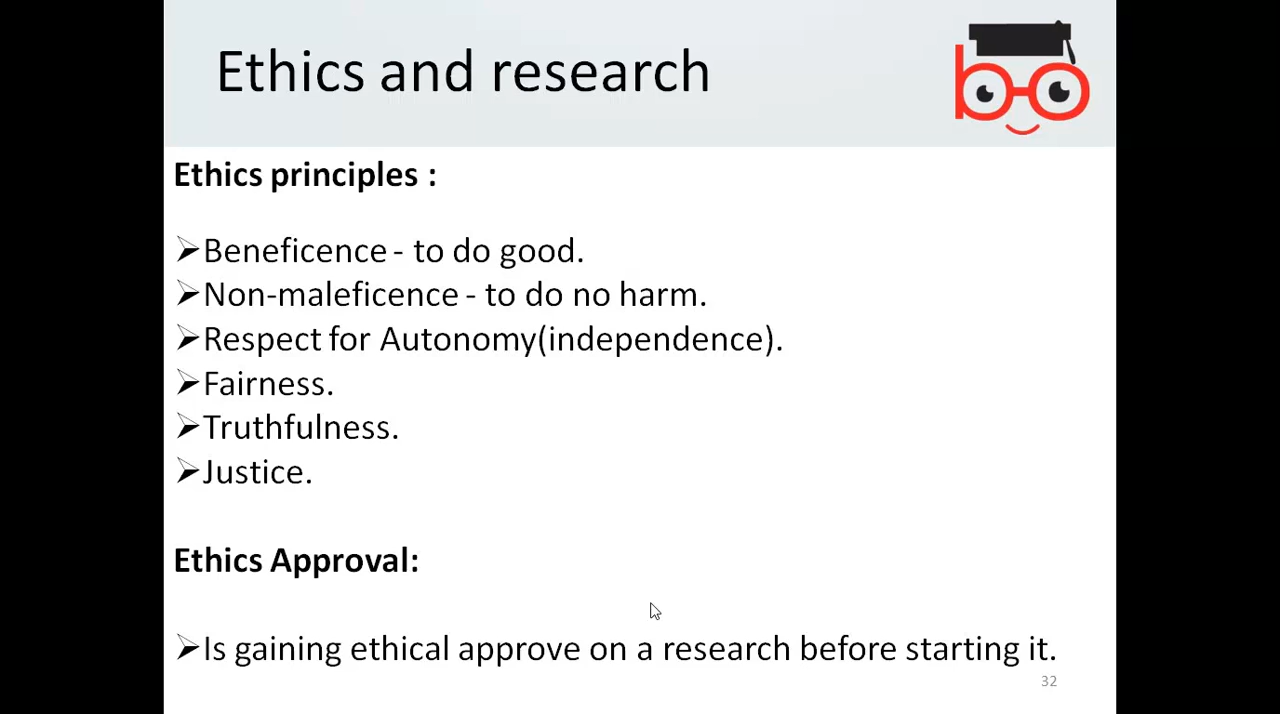 Ethics and research
Ethics principles :
➢Beneficence - to do good.
➢Non-maleficence - to do no harm.
➢Respect for Autonomy(independence).
➢Fairness.
➢Truthfulness.
➢Justice.
Ethics Approval:
➢Is gaining ethical approve on a research before starting it.
32